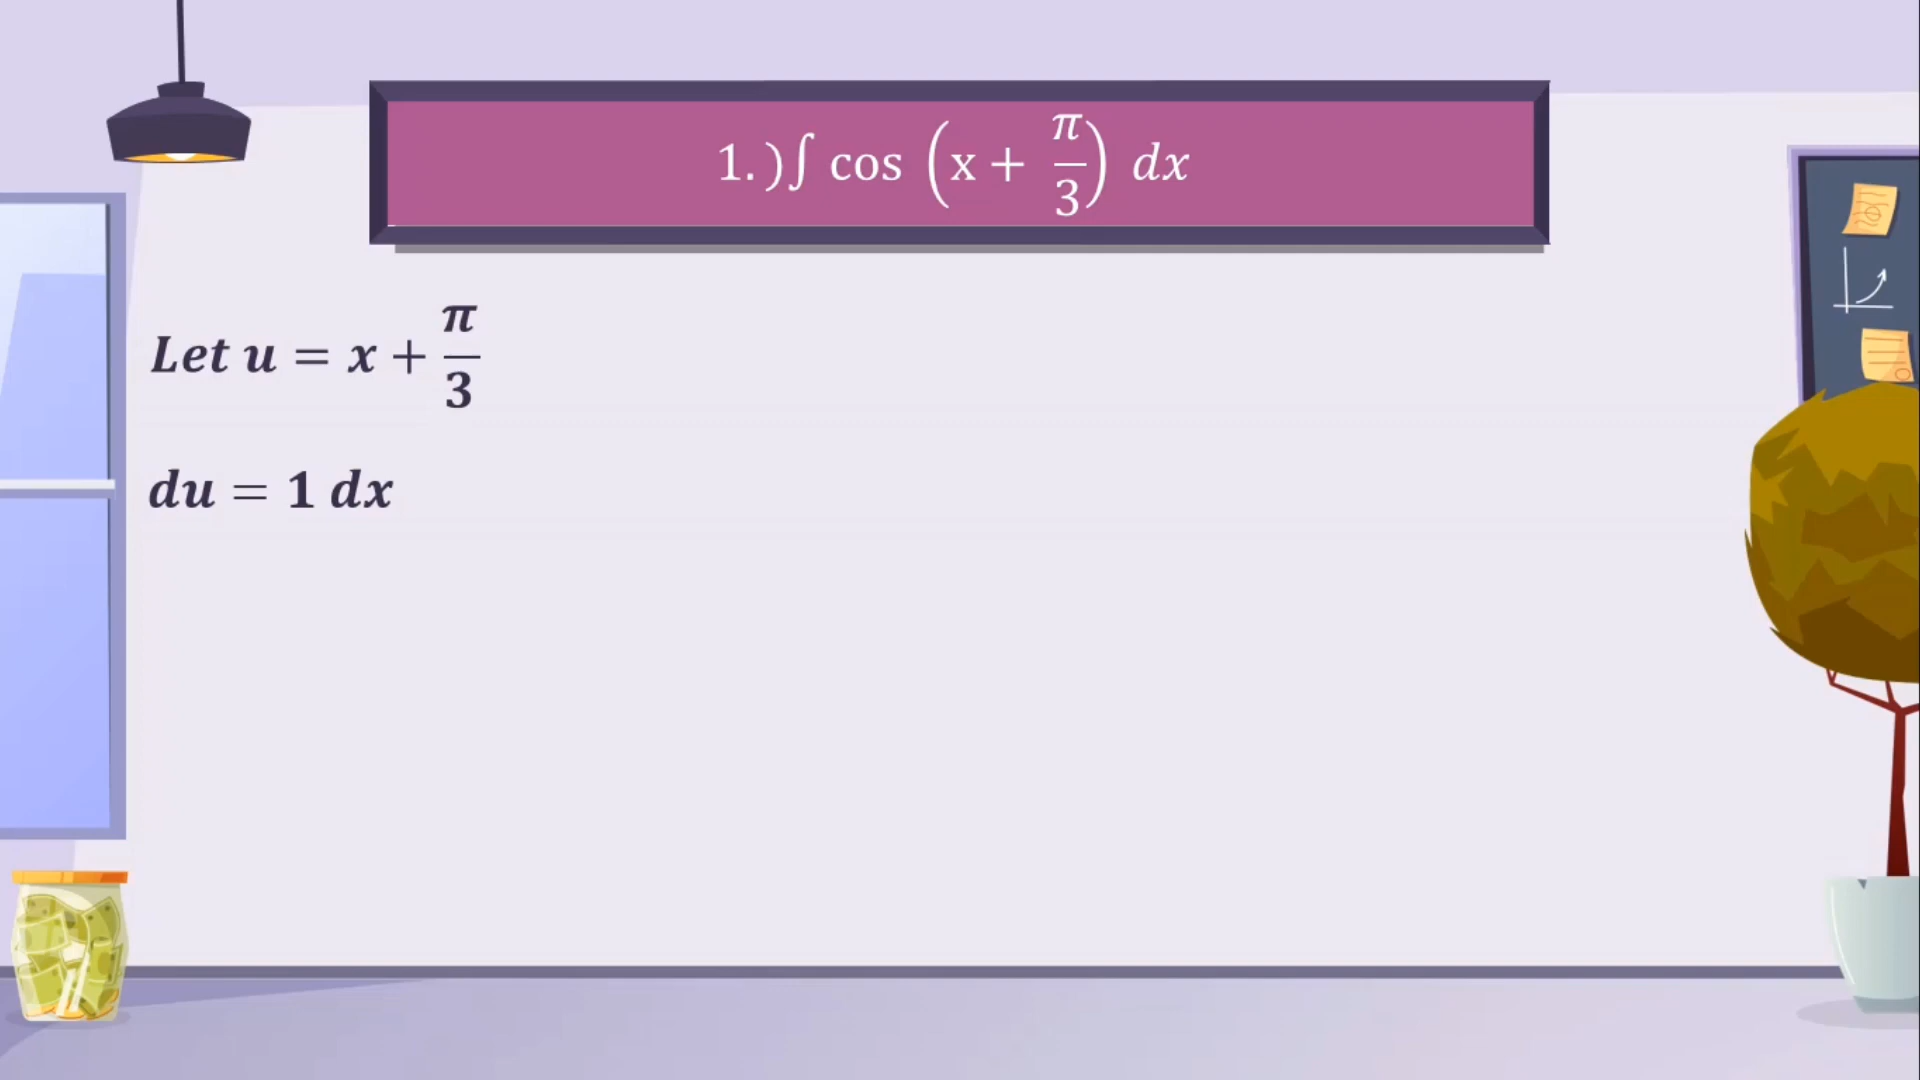 1. ) ∫ cos (x + π/3) dx
Let u = x + π/3
du = 1 dx